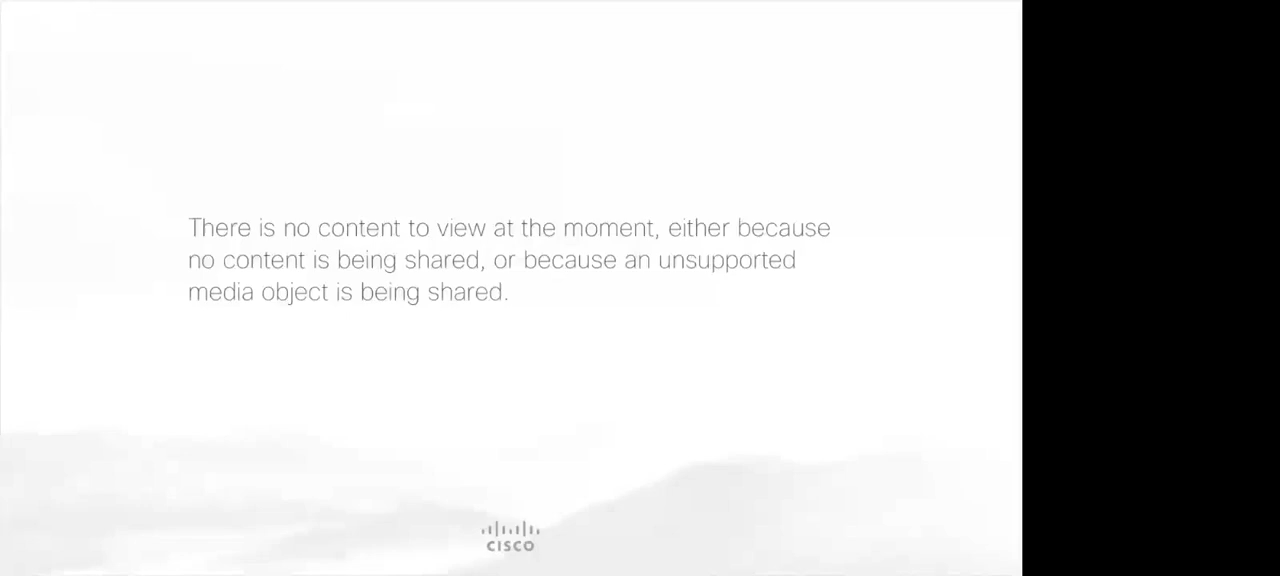 There is no content to view at the moment, either because
no content is being shared, or because an unsupported
media object is being shared.
CISCO